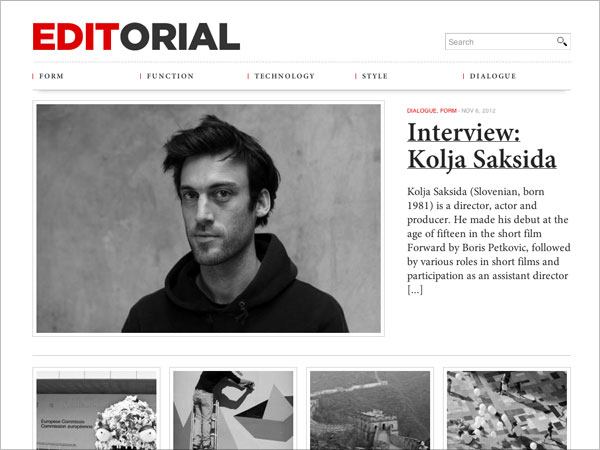 EDITORIAL
Search
FORM
FUNCTION
TECHNOLOGY
STYLE
DIALOGUE
DIALOGUE, FORM - NOV 6, 2012
Interview:
Kolja Saksida
Kolja Saksida (Slovenian, born
1981) is a director, actor and
producer. He made his debut at the
age of fifteen in the short film
Forward by Boris Petkovic, followed
by various roles in short films and
participation as an assistant director
[...]
European Commission
Commission européenne